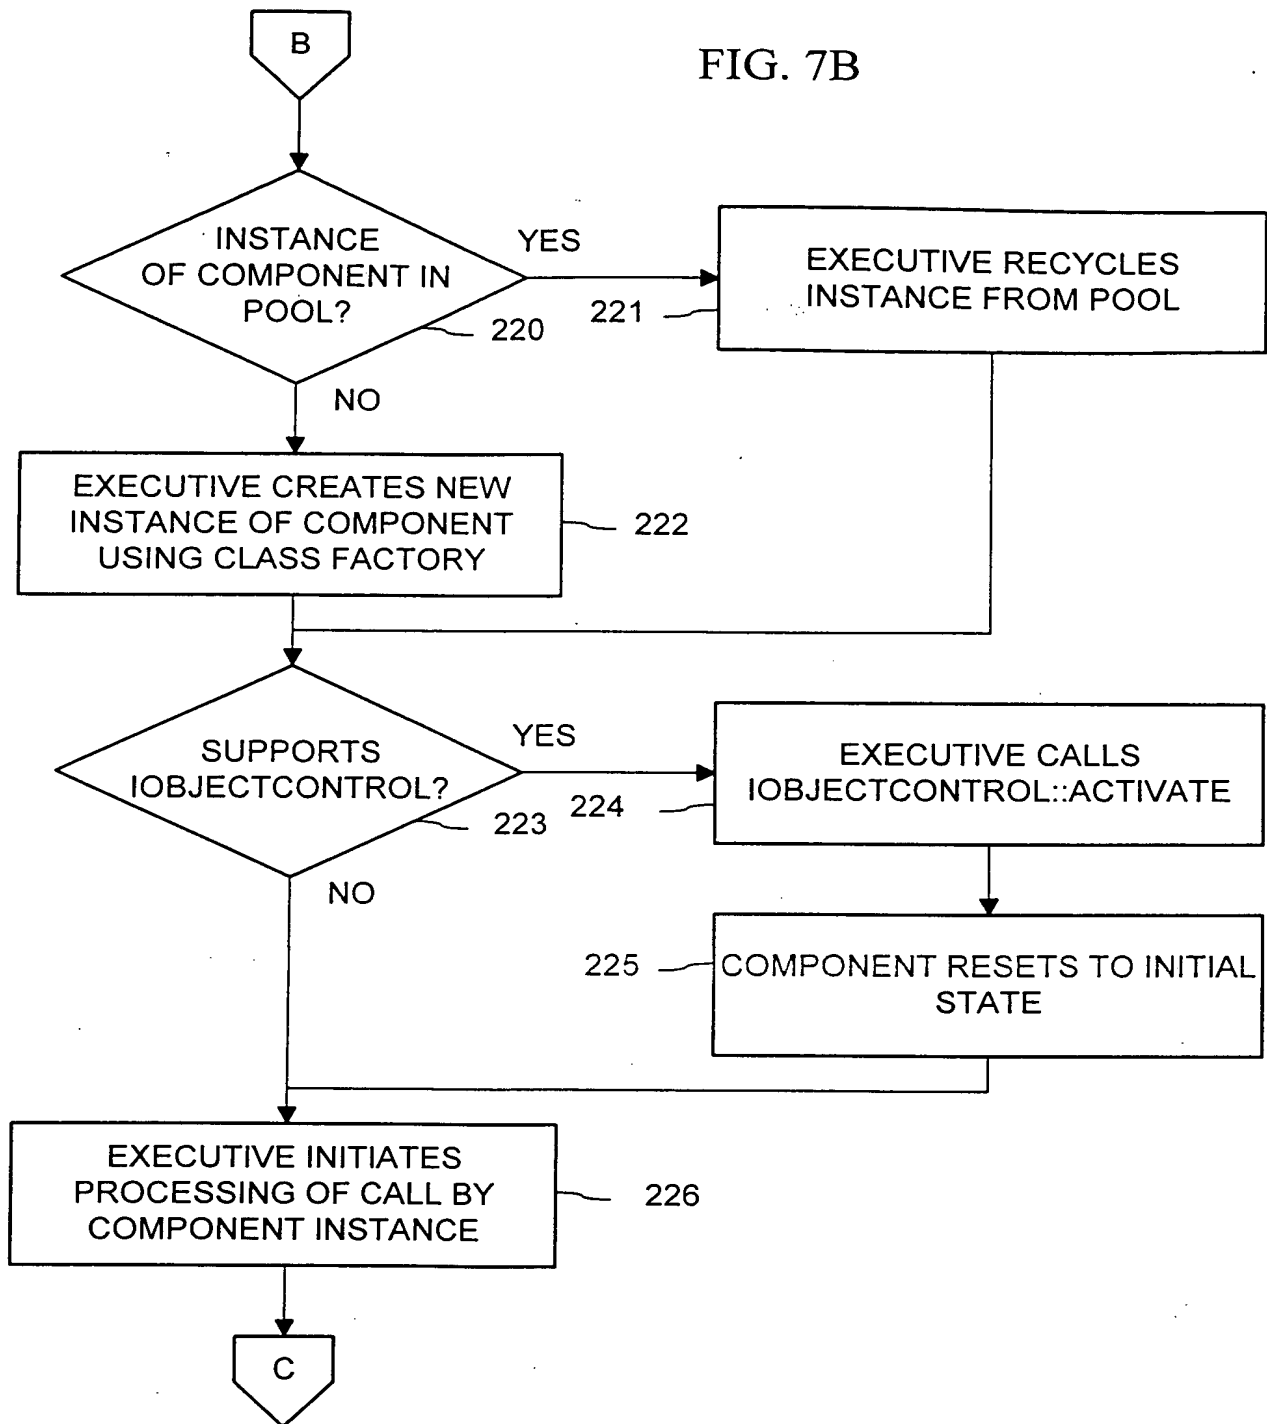 B
FIG. 7B
INSTANCE
OF COMPONENT IN
POOL?
220
YES
EXECUTIVE RECYCLES
INSTANCE FROM POOL
221
NO
EXECUTIVE CREATES NEW
INSTANCE OF COMPONENT
USING CLASS FACTORY
222
SUPPORTS
IOBJECTCONTROL?
223
YES
EXECUTIVE CALLS
IOBJECTCONTROL::ACTIVATE
224
NO
225
COMPONENT RESETS TO INITIAL
STATE
EXECUTIVE INITIATES
PROCESSING OF CALL BY
COMPONENT INSTANCE
226
C